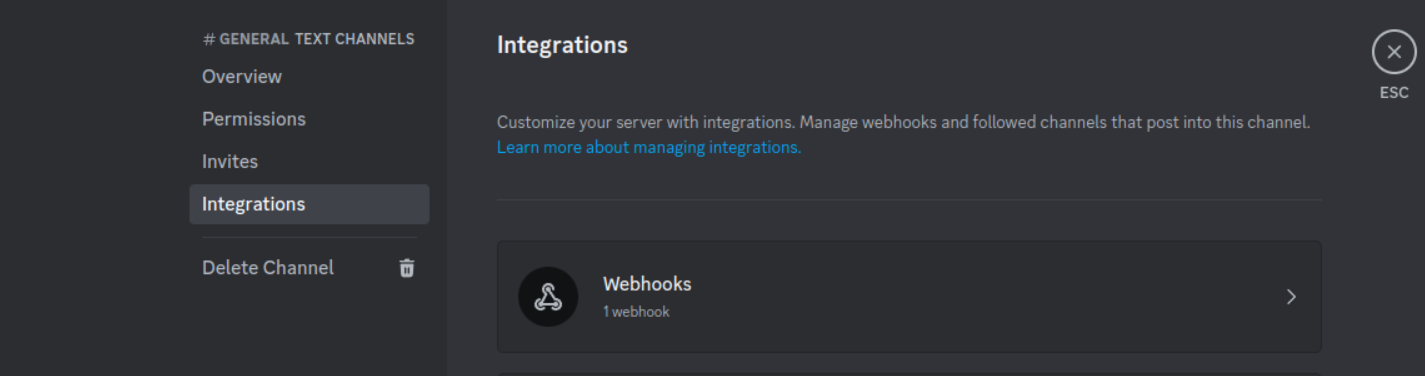 # GENERAL TEXT CHANNELS
Overview
Permissions
Invites
Integrations
Delete Channel
Integrations
Customize your server with integrations. Manage webhooks and followed channels that post into this channel.
Learn more about managing integrations.
Webhooks
1 webhook
ESC